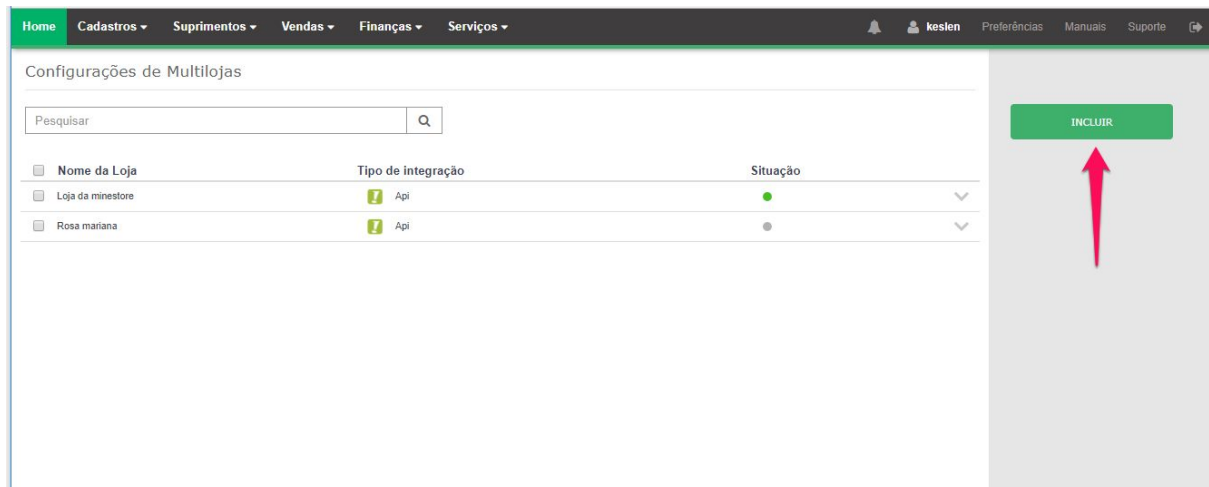 Home Cadastros Suprimentos Vendas Finanças Serviços keslen Preferências Manuais Suporte
Configurações de Multilojas
Pesquisar
INCLUIR
Nome da Loja Tipo de integração Situação
Loja da minestore Api
Rosa mariana Api